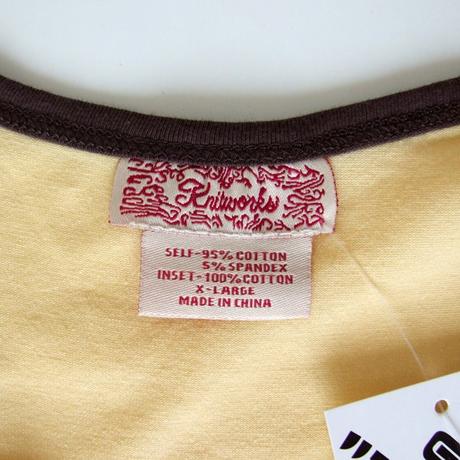 Knitworks
SELF-95% COTTON
5% SPANDEX
INSET-100% COTTON
X-LARGE
MADE IN CHINA